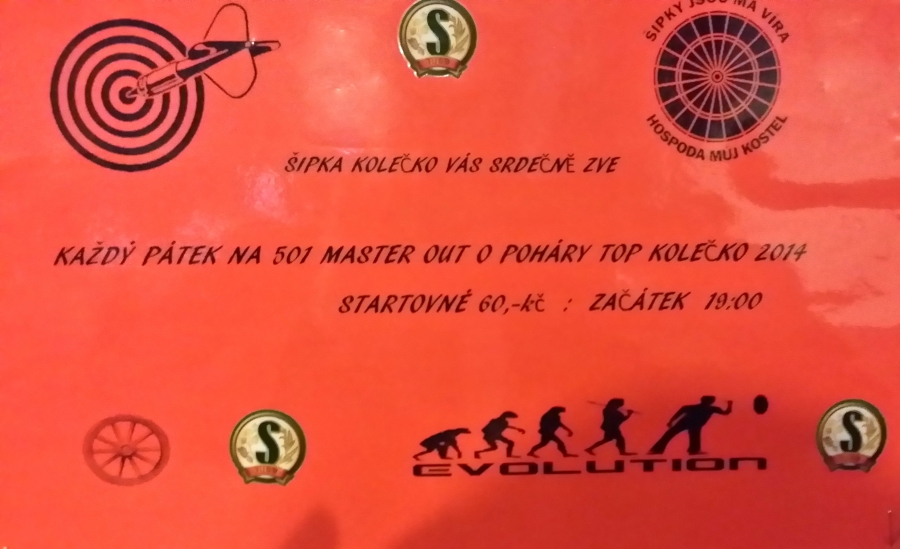 S
ŠIPKY JSOU MÁ VÍRA
HOSPODA MUJ KOSTEL
ŠIPKA KOLEČKO VÁS SRDEČNĚ ZVE
KAŽDÝ PÁTEK NA 501 MASTER OUT O POHÁRY TOP KOLEČKO 2014
STARTOVNÉ 60,-kč : ZAČÁTEK 19:00
S
EVOLUTION
S